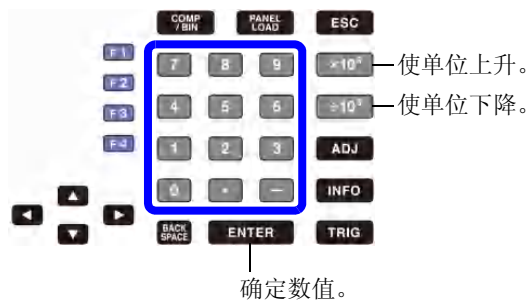 COMP
/BIN
PANEL
LOAD
ESC
F1
7 8 9
×10³
使单位上升。
F2
F3
4 5 6
÷10³
使单位下降。
F4
1 2 3
ADJ
0 . −
INFO
BACK
SPACE
ENTER
TRIG
确定数值。